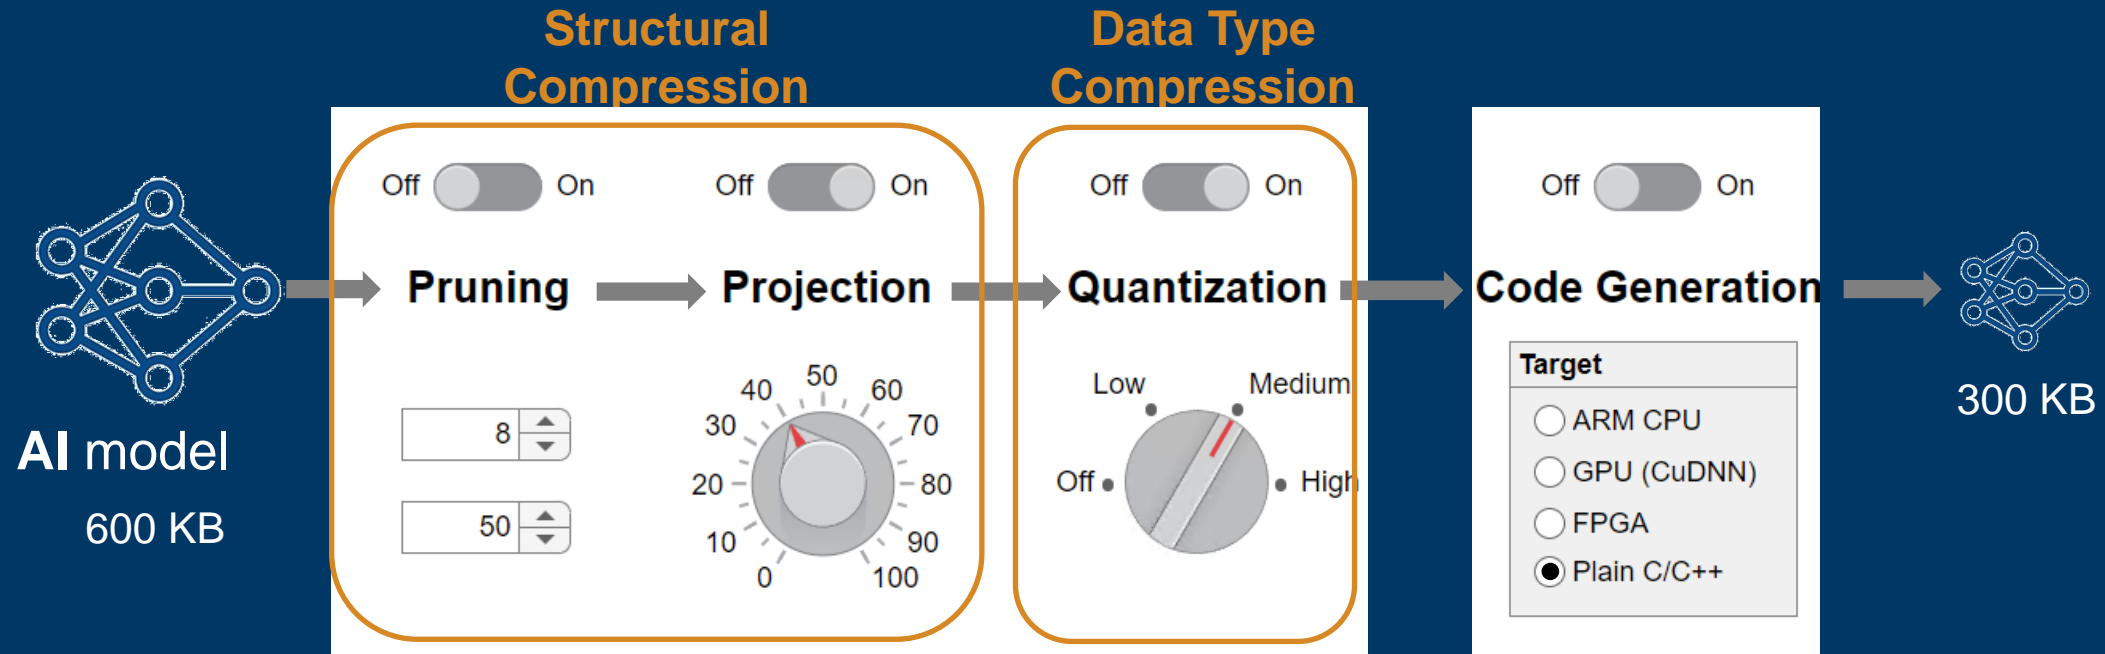 Structural
Compression
Data Type
Compression
Off On
Off On
Off On
Off On
Pruning
Projection
Quantization
Code Generation
AI model
600 KB
8
50
0
10
20
30
40
50
60
70
80
90
100
Off
Low
Medium
High
Target
ARM CPU
GPU (CuDNN)
FPGA
Plain C/C++
300 KB